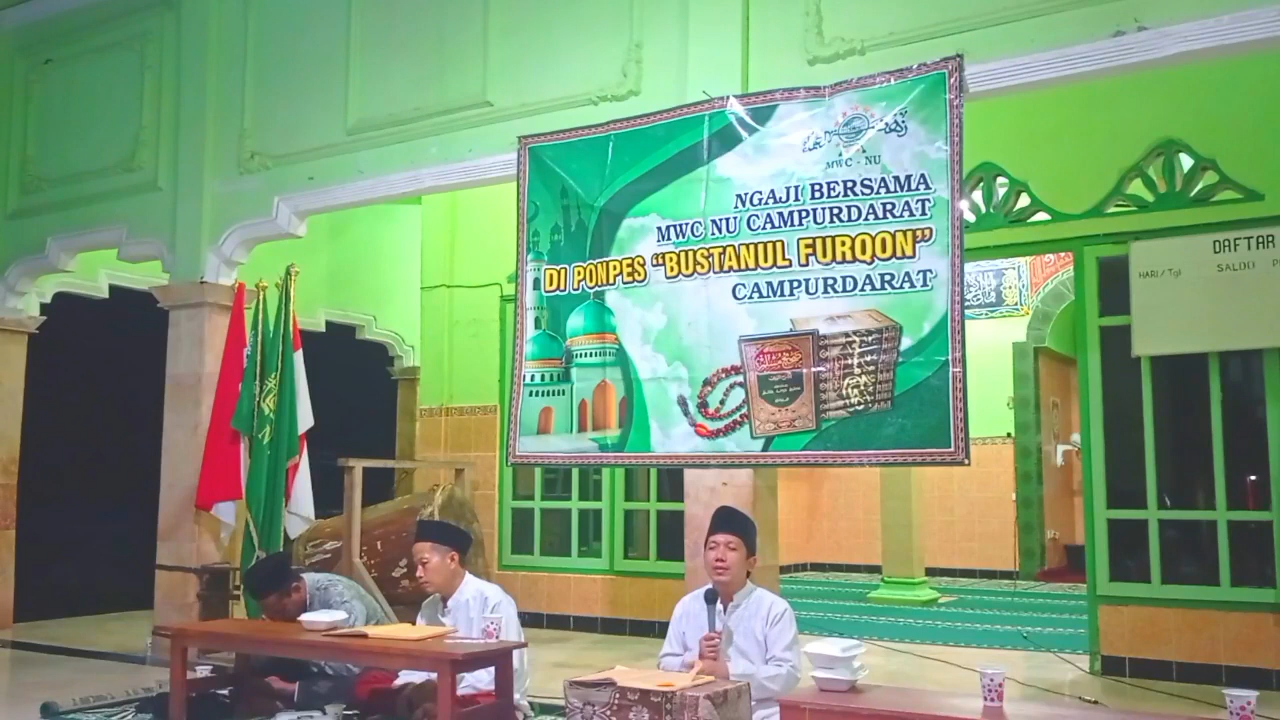 MWC - NU
NGAJI BERSAMA
MWC NU CAMPURDARAT
DI PONPES "BUSTANUL FURQON"
CAMPURDARAT
DAFTAR
HARI/Tgl SALDO